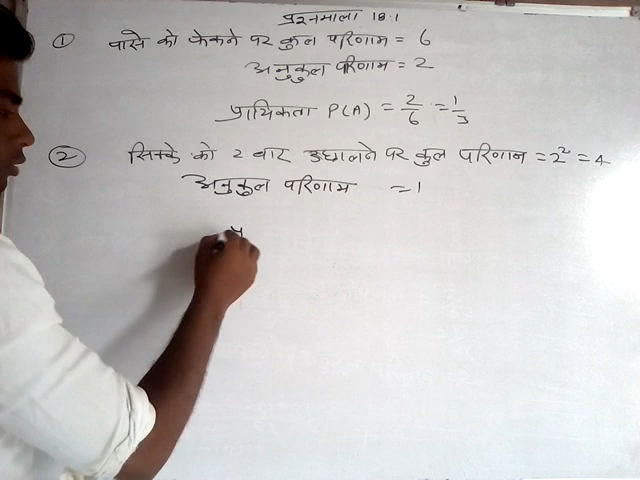 प्रश्नमाला 18.1
① पासे को फेकने पर कुल परिणाम = 6
अनुकुल परिणाम = 2
प्रायिकता P(A) = 2/6 = 1/3
② सिक्के को 2 बार उछालने पर कुल परिणाम = 2² = 4
अनुकुल परिणाम = 1